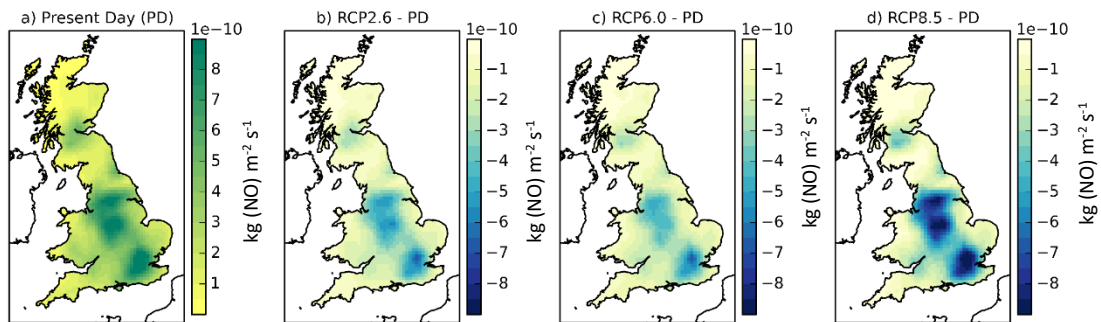 a) Present Day (PD)
1e−10
8
7
6
5
4
3
2
1
kg (NO) m⁻² s⁻¹
b) RCP2.6 - PD
1e−10
−1
−2
−3
−4
−5
−6
−7
−8
kg (NO) m⁻² s⁻¹
c) RCP6.0 - PD
1e−10
−1
−2
−3
−4
−5
−6
−7
−8
kg (NO) m⁻² s⁻¹
d) RCP8.5 - PD
1e−10
−1
−2
−3
−4
−5
−6
−7
−8
kg (NO) m⁻² s⁻¹